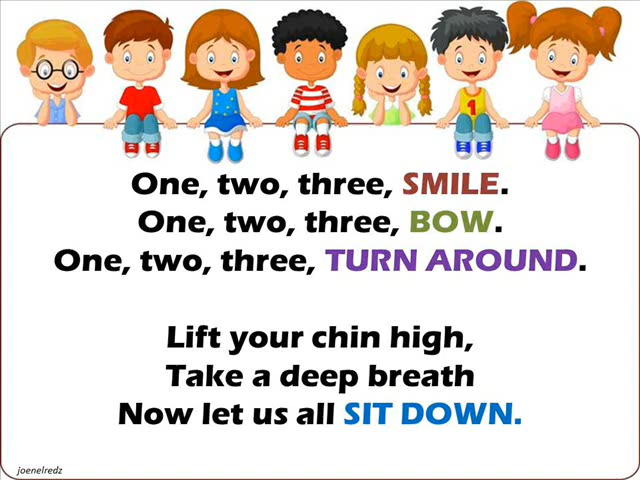 1
One, two, three, SMILE.
One, two, three, BOW.
One, two, three, TURN AROUND.
Lift your chin high,
Take a deep breath
Now let us all SIT DOWN.
joenelredz